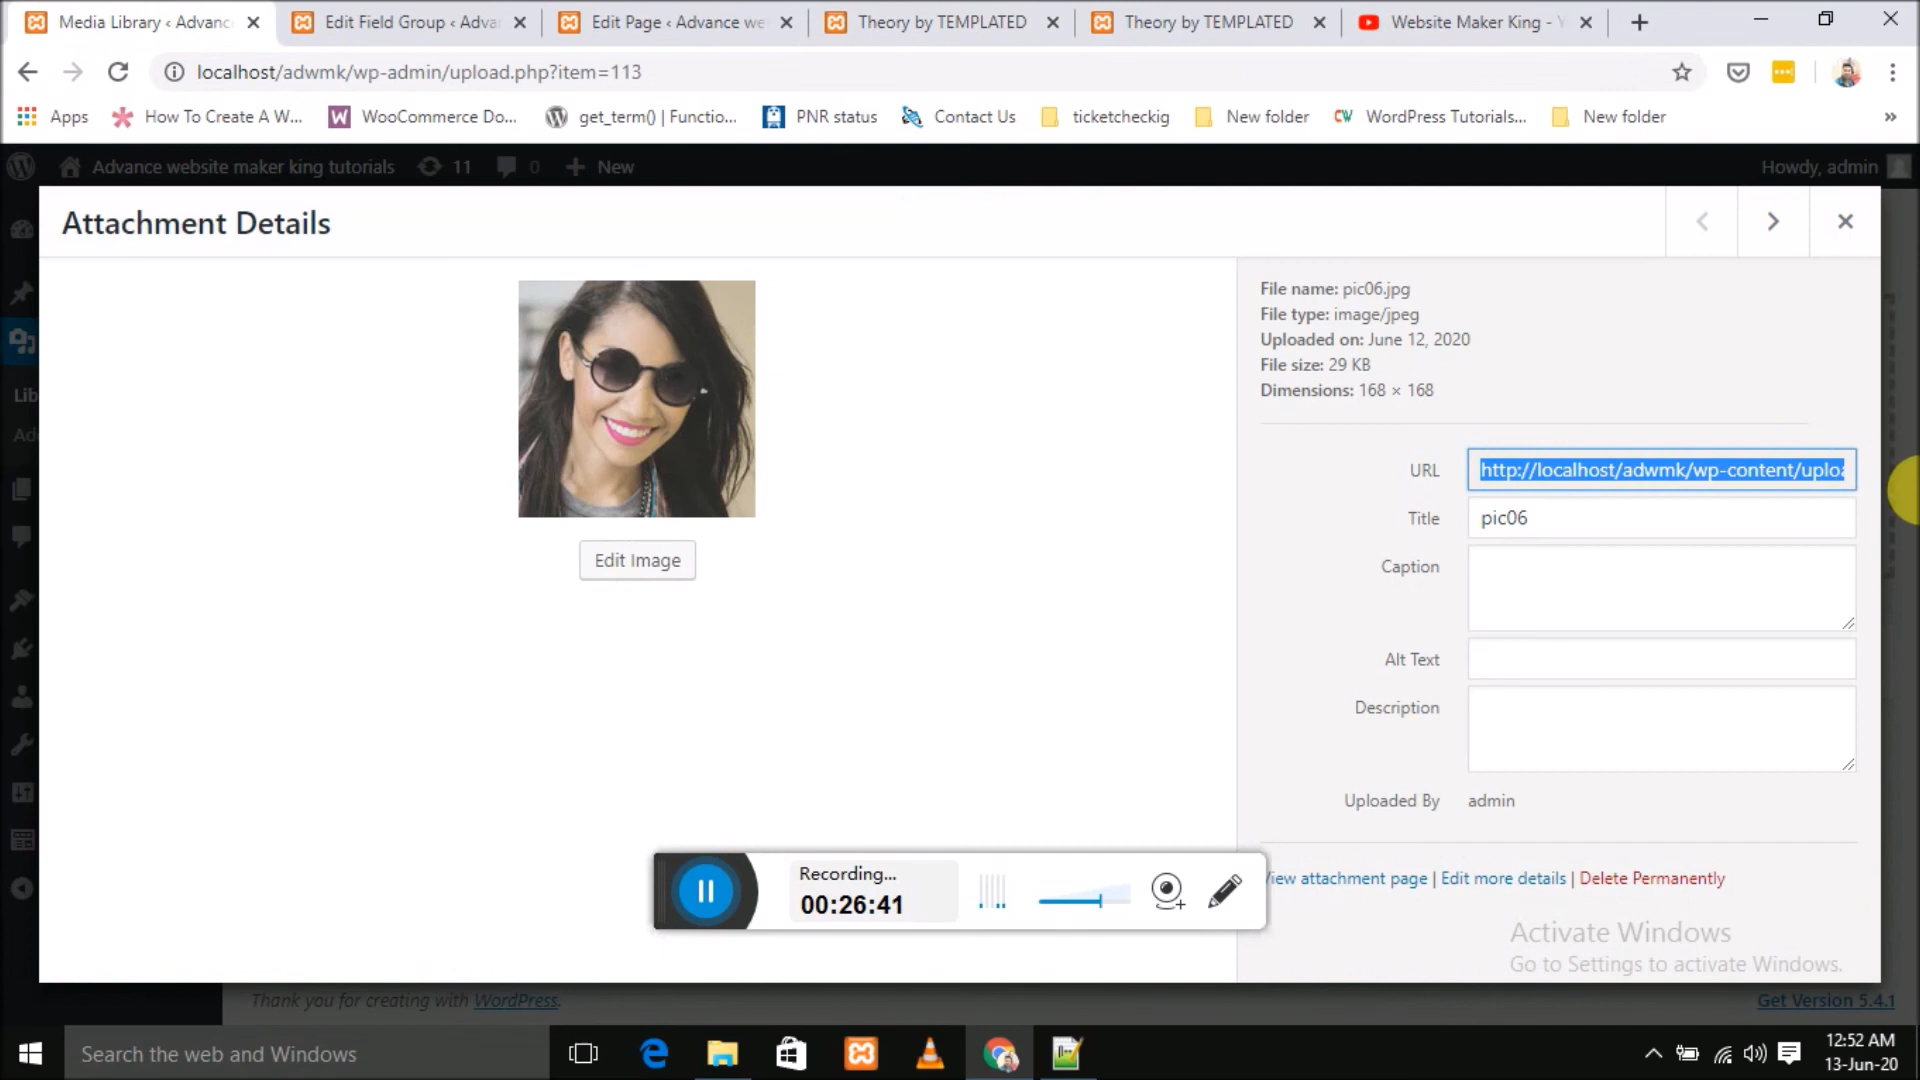 Media Library ‹ Advanc
Edit Field Group ‹ Adva
Edit Page ‹ Advance we
Theory by TEMPLATED
Theory by TEMPLATED
Website Maker King - Y
localhost/adwmk/wp-admin/upload.php?item=113
Apps
How To Create A W...
WooCommerce Do...
get_term() | Functio...
PNR status
Contact Us
ticketcheckig
New folder
WordPress Tutorials...
New folder
Advance website maker king tutorials
11
0
New
Howdy, admin
Attachment Details
Lib
Ad
Edit Image
File name: pic06.jpg
File type: image/jpeg
Uploaded on: June 12, 2020
File size: 29 KB
Dimensions: 168 × 168
URL
http://localhost/adwmk/wp-content/uploa
Title
pic06
Caption
Alt Text
Description
Uploaded By
admin
View attachment page | Edit more details | Delete Permanently
Recording...
00:26:41
Activate Windows
Go to Settings to activate Windows.
Thank you for creating with WordPress.
Get Version 5.4.1
Search the web and Windows
12:52 AM
13-Jun-20